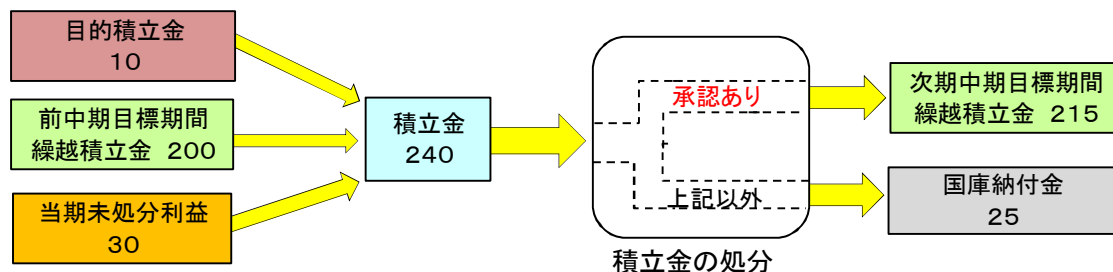 目的積立金
10
前中期目標期間
繰越積立金 200
当期未処分利益
30
積立金
240
承認あり
上記以外
積立金の処分
次期中期目標期間
繰越積立金 215
国庫納付金
25